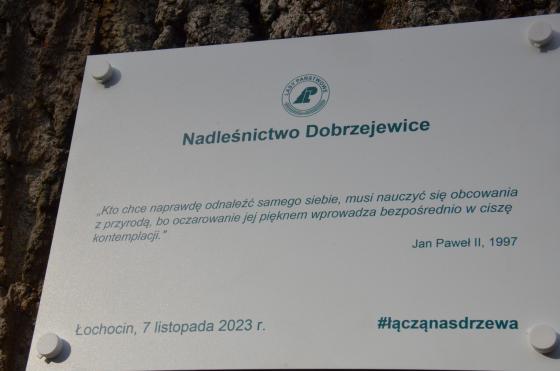 LASY PAŃSTWOWE
Nadleśnictwo Dobrzejewice
„Kto chce naprawdę odnaleźć samego siebie, musi nauczyć się obcowania
z przyrodą, bo oczarowanie jej pięknem wprowadza bezpośrednio w ciszę
kontemplacji."
Jan Paweł II, 1997
Łochocin, 7 listopada 2023 r.
#łącząnasdrzewa